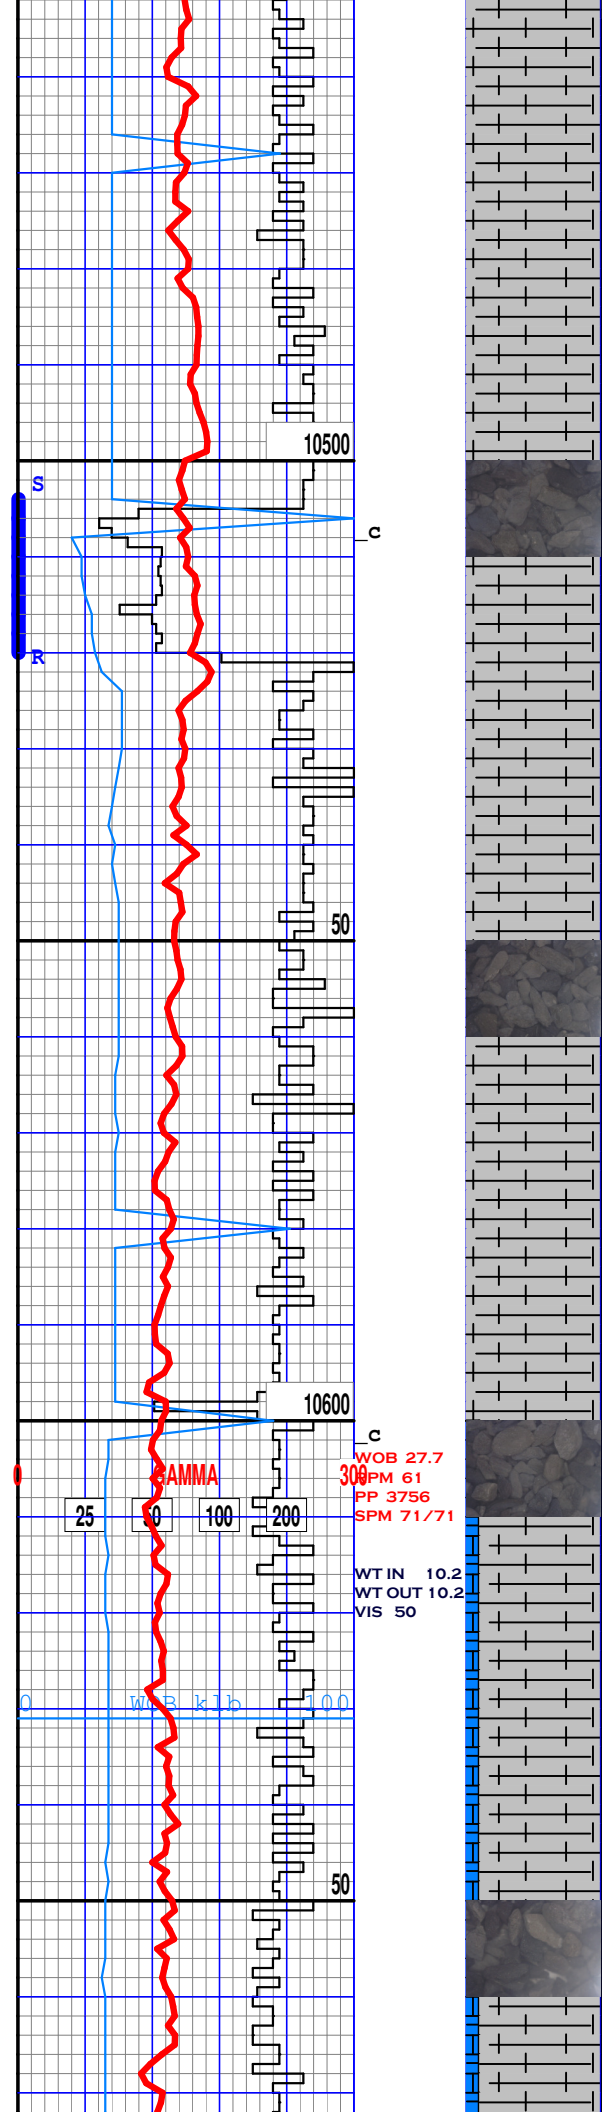 10500
S
C
R
50
10600
C
WOB 27.7
0 GAMMA 300
RPM 61
PP 3756
25 50 100 200
SPM 71/71
WT IN 10.2
WT OUT 10.2
VIS 50
0 WOB klb 100
50